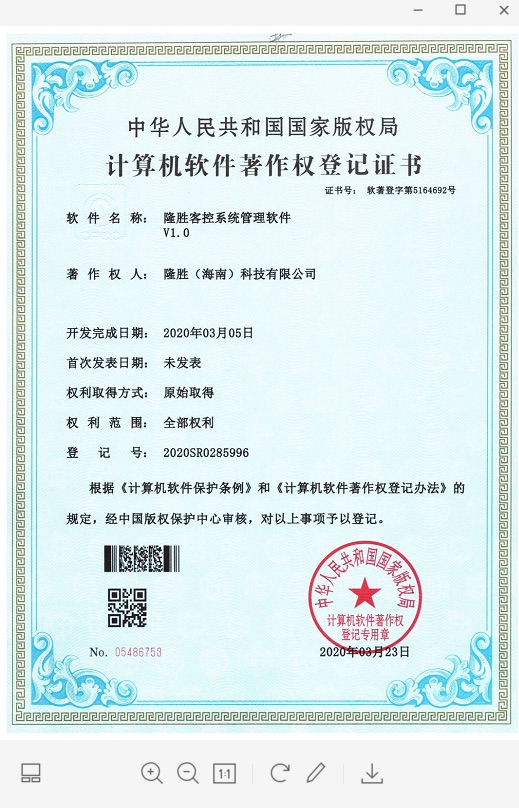 中华人民共和国国家版权局
计算机软件著作权登记证书
证书号： 软著登字第5164692号
软件名称： 隆胜客控系统管理软件
V1.0
著作权人： 隆胜（海南）科技有限公司
开发完成日期： 2020年03月05日
首次发表日期： 未发表
权利取得方式： 原始取得
权利范围： 全部权利
登记号： 2020SR0285996
根据《计算机软件保护条例》和《计算机软件著作权登记办法》的
规定，经中国版权保护中心审核，对以上事项予以登记。
中华人民共和国国家版权局
计算机软件著作权
登记专用章
No. 05486753
2020年03月23日
1:1